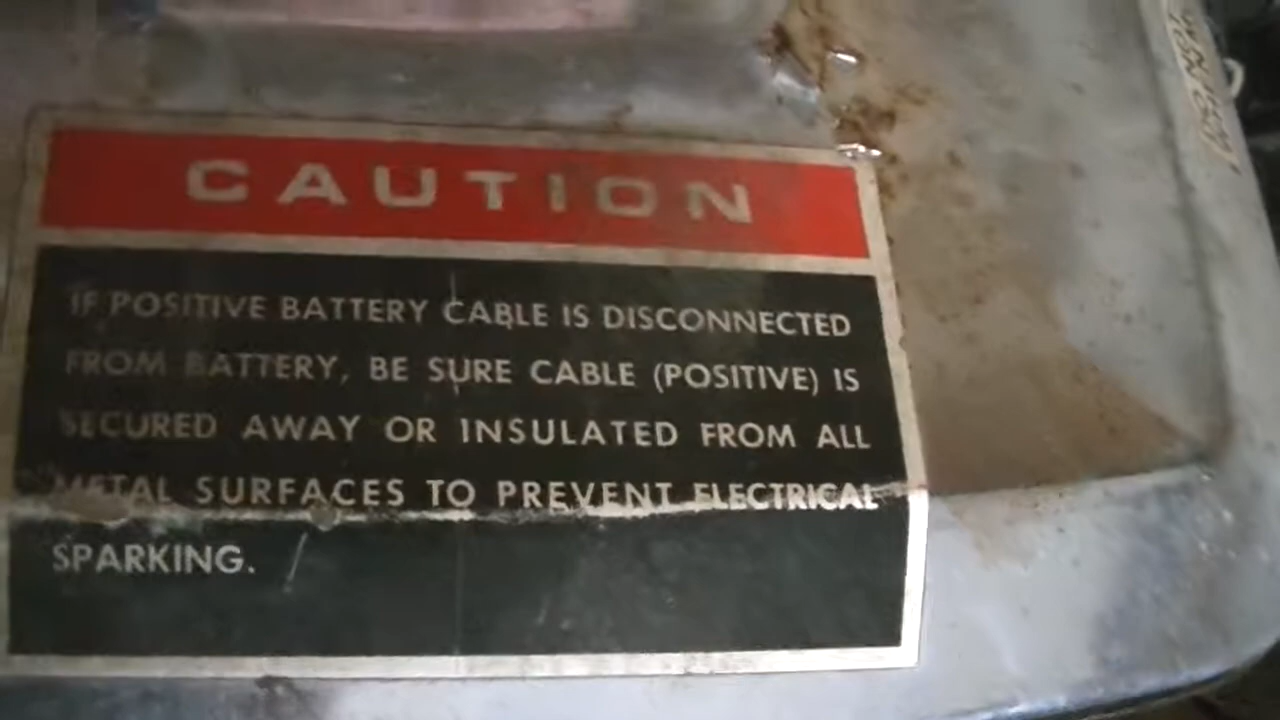 CAUTION
IF POSITIVE BATTERY CABLE IS DISCONNECTED
FROM BATTERY, BE SURE CABLE (POSITIVE) IS
SECURED AWAY OR INSULATED FROM ALL
METAL SURFACES TO PREVENT ELECTRICAL
SPARKING.